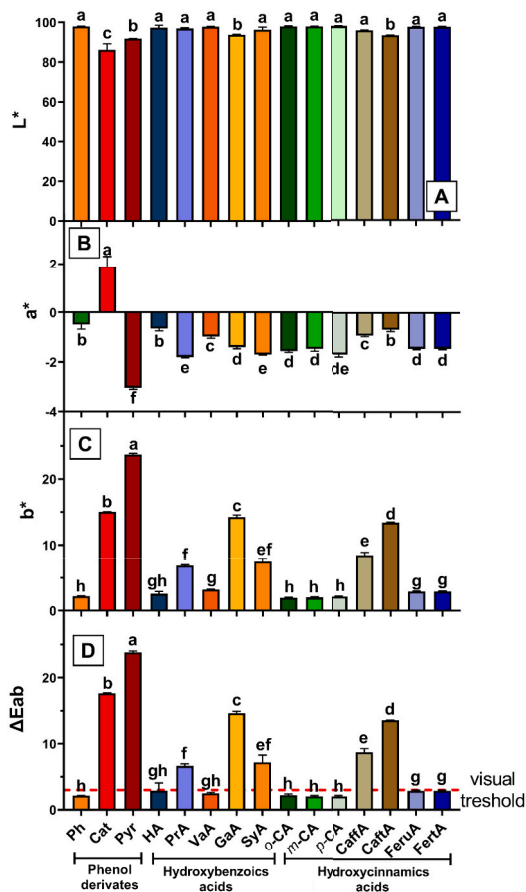 a c b a a a b a a a a a b a a
100
80
60
40
20
0
L*
A
B
2
0
-2
-4
a*
b a f b e c d e d d de c b d d
C
20
10
0
b*
h b a gh f g c ef h h h e d g g
D
20
10
0
ΔEab
h b a gh f gh c ef h h h e d g g
visual
treshold
Ph Cat Pyr HA PrA VaA GaA SyA o-CA m-CA p-CA CaffA CaftA FeruA FertA
Phenol Hydroxybenzoics Hydroxycinnamics
derivates acids acids